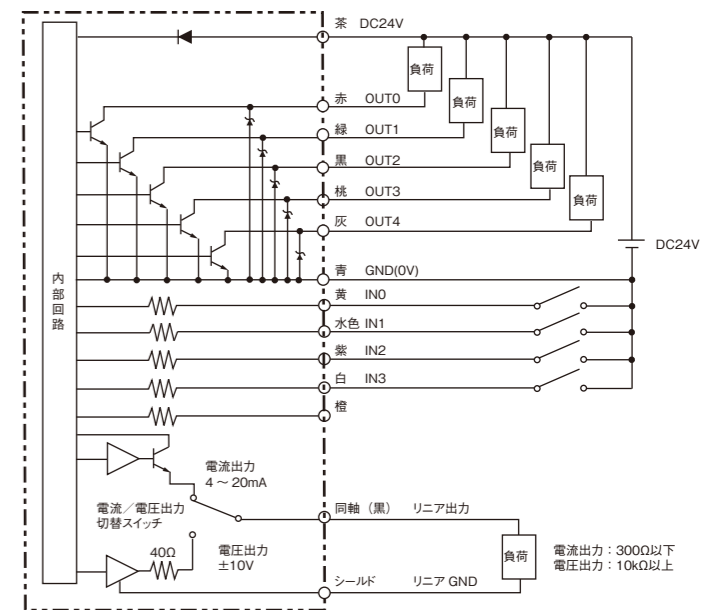 茶 DC24V
負荷
赤 OUT0
負荷
緑 OUT1
負荷
黒 OUT2
負荷
桃 OUT3
負荷
灰 OUT4
DC24V
内部回路
青 GND(0V)
黄 IN0
水色 IN1
紫 IN2
白 IN3
橙
電流出力
4 ～ 20mA
電流／電圧出力
切替スイッチ
同軸（黒） リニア出力
40Ω
電圧出力
±10V
負荷
電流出力：300Ω以下
電圧出力：10kΩ以上
シールド リニア GND